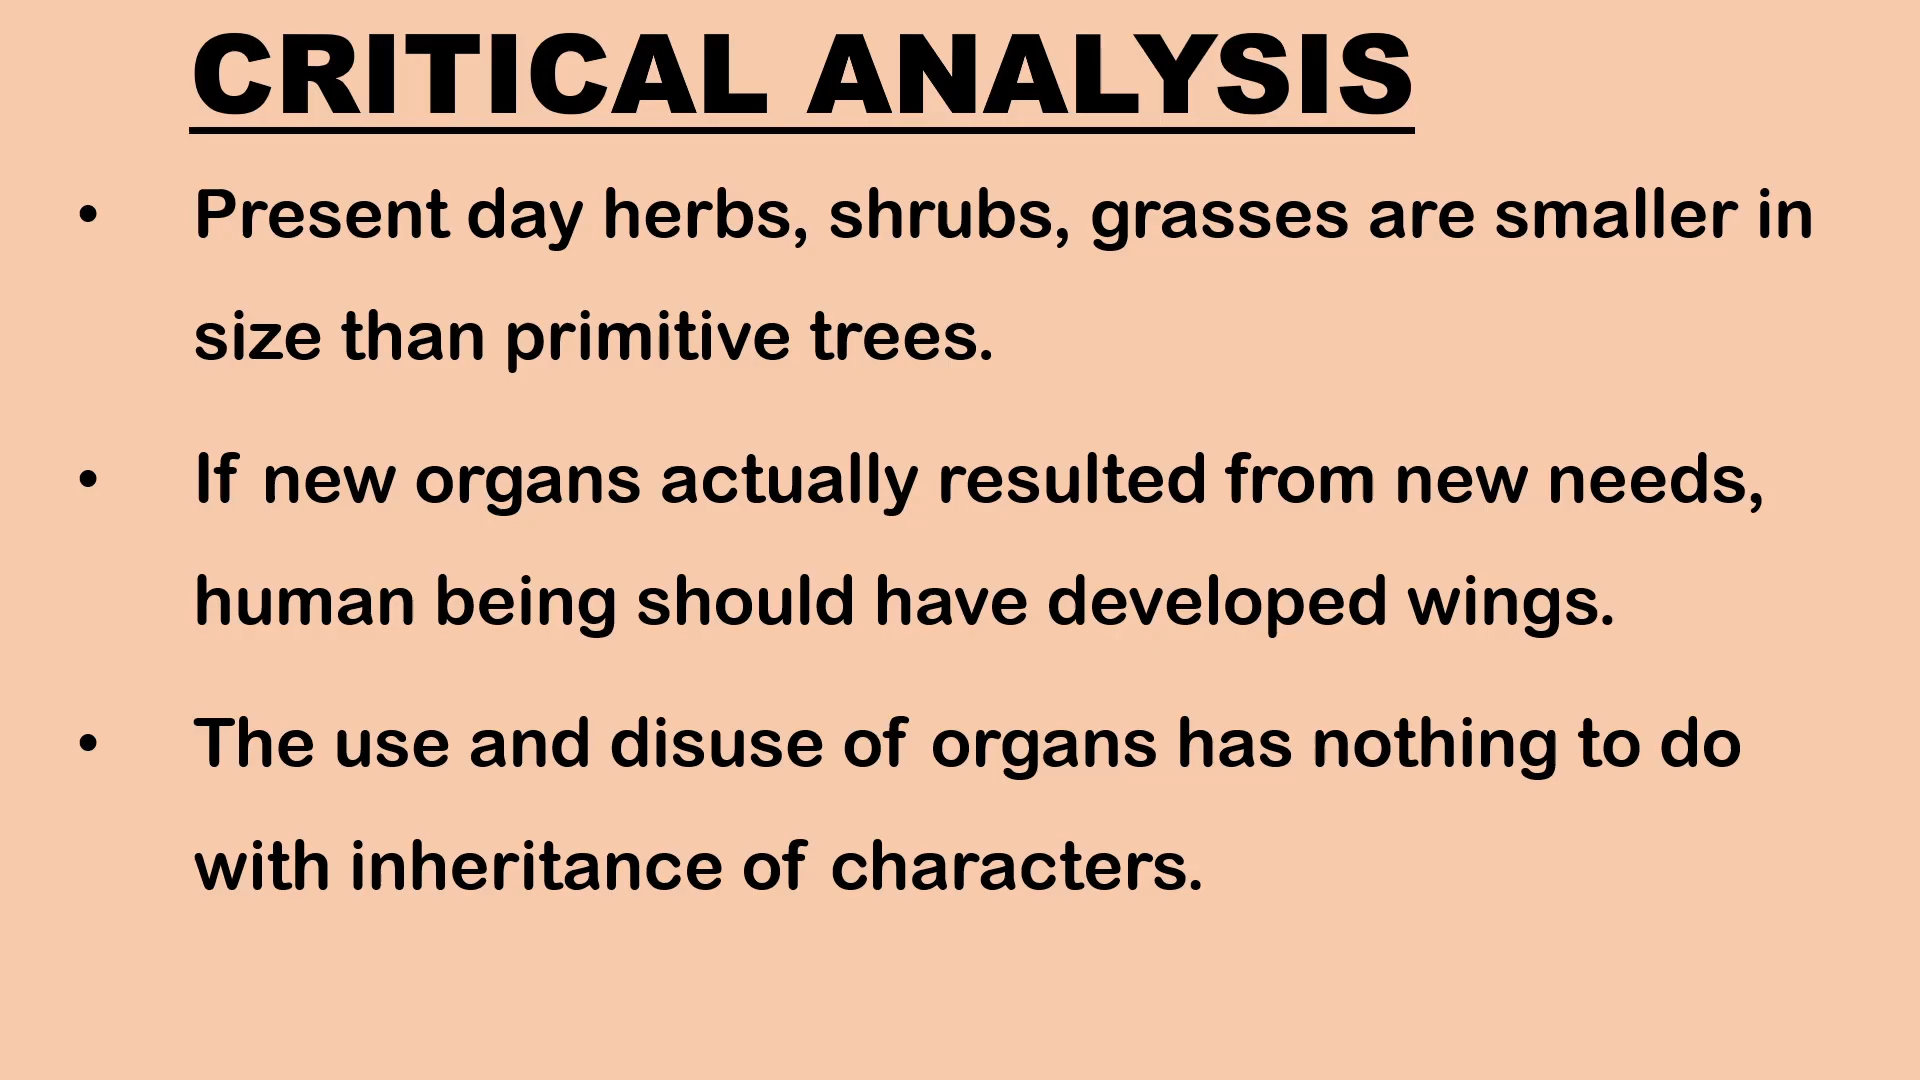 CRITICAL ANALYSIS
• Present day herbs, shrubs, grasses are smaller in
size than primitive trees.
• If new organs actually resulted from new needs,
human being should have developed wings.
• The use and disuse of organs has nothing to do
with inheritance of characters.